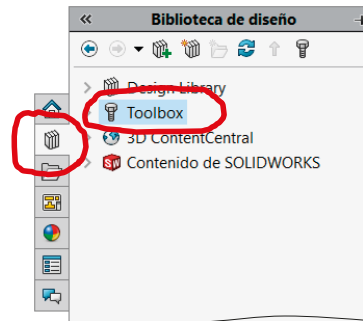 Biblioteca de diseño
Design Library
Toolbox
3D ContentCentral
Contenido de SOLIDWORKS